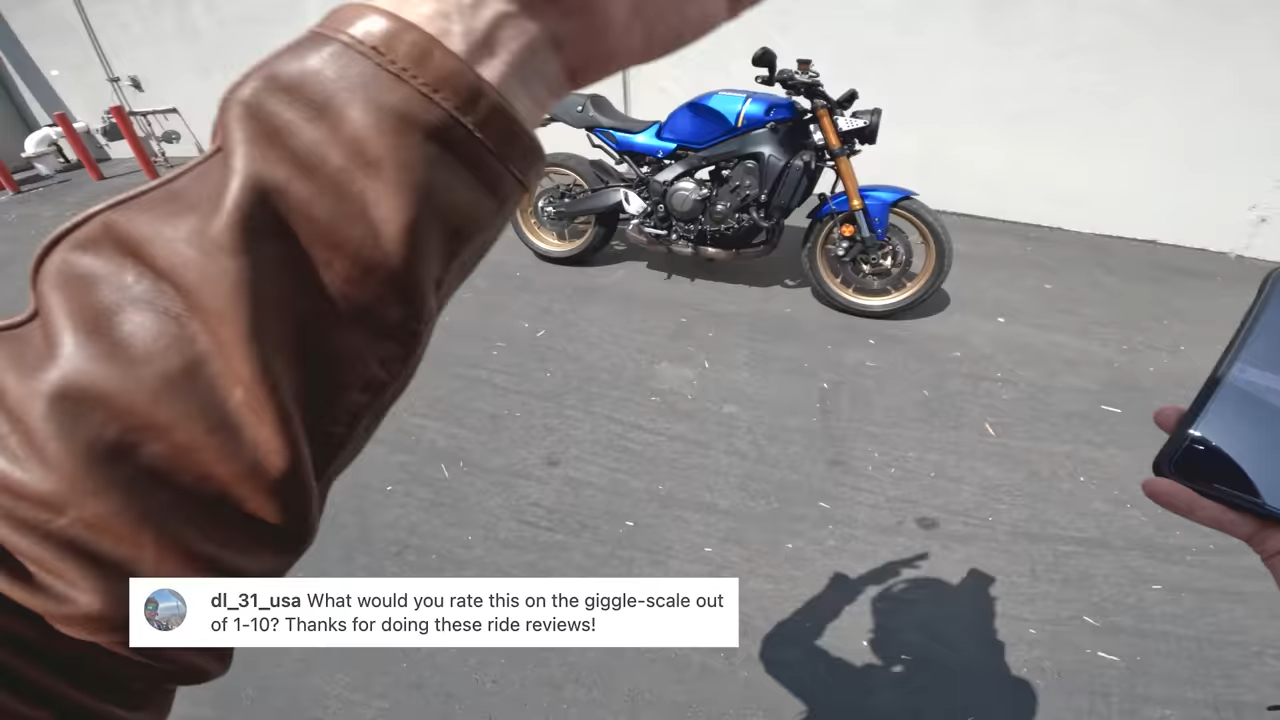 dl_31_usa What would you rate this on the giggle-scale out
of 1-10? Thanks for doing these ride reviews!